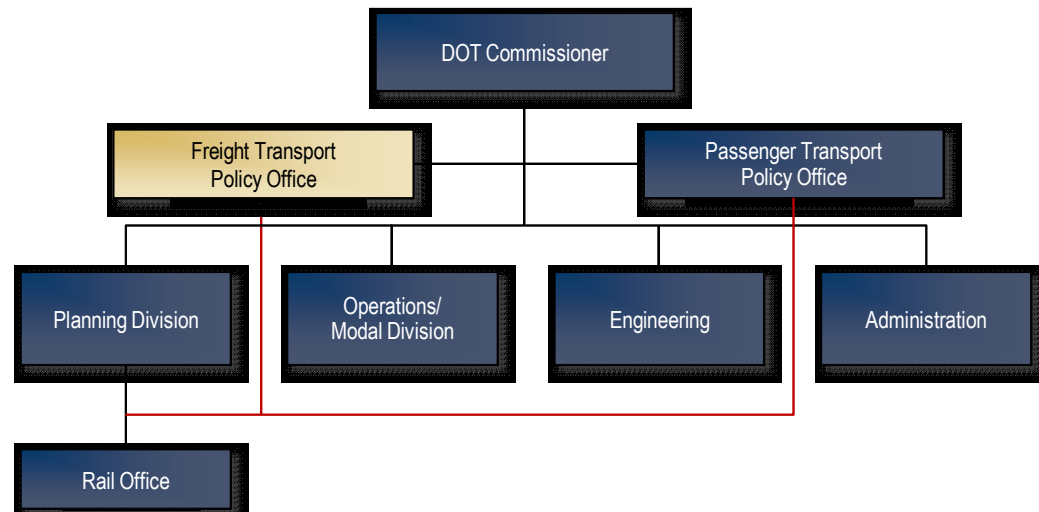 DOT Commissioner
Freight Transport
Policy Office
Passenger Transport
Policy Office
Planning Division
Operations/
Modal Division
Engineering
Administration
Rail Office